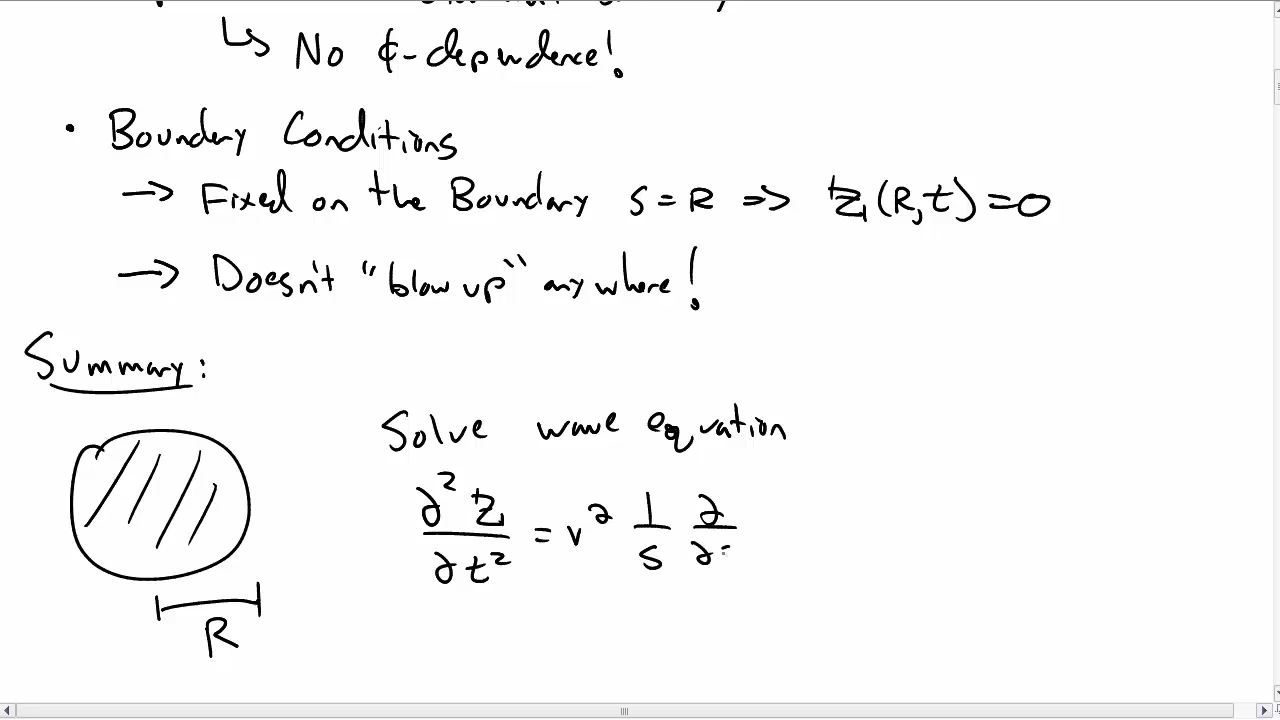 ↳ No ¢-dependence!
• Boundary Conditions
→ Fixed on the Boundary s = R => z(R,t) = 0
→ Doesn't "blow up" anywhere!
Summary:
Solve wave equation
∂²z/∂t² = v² 1/s ∂/∂
R